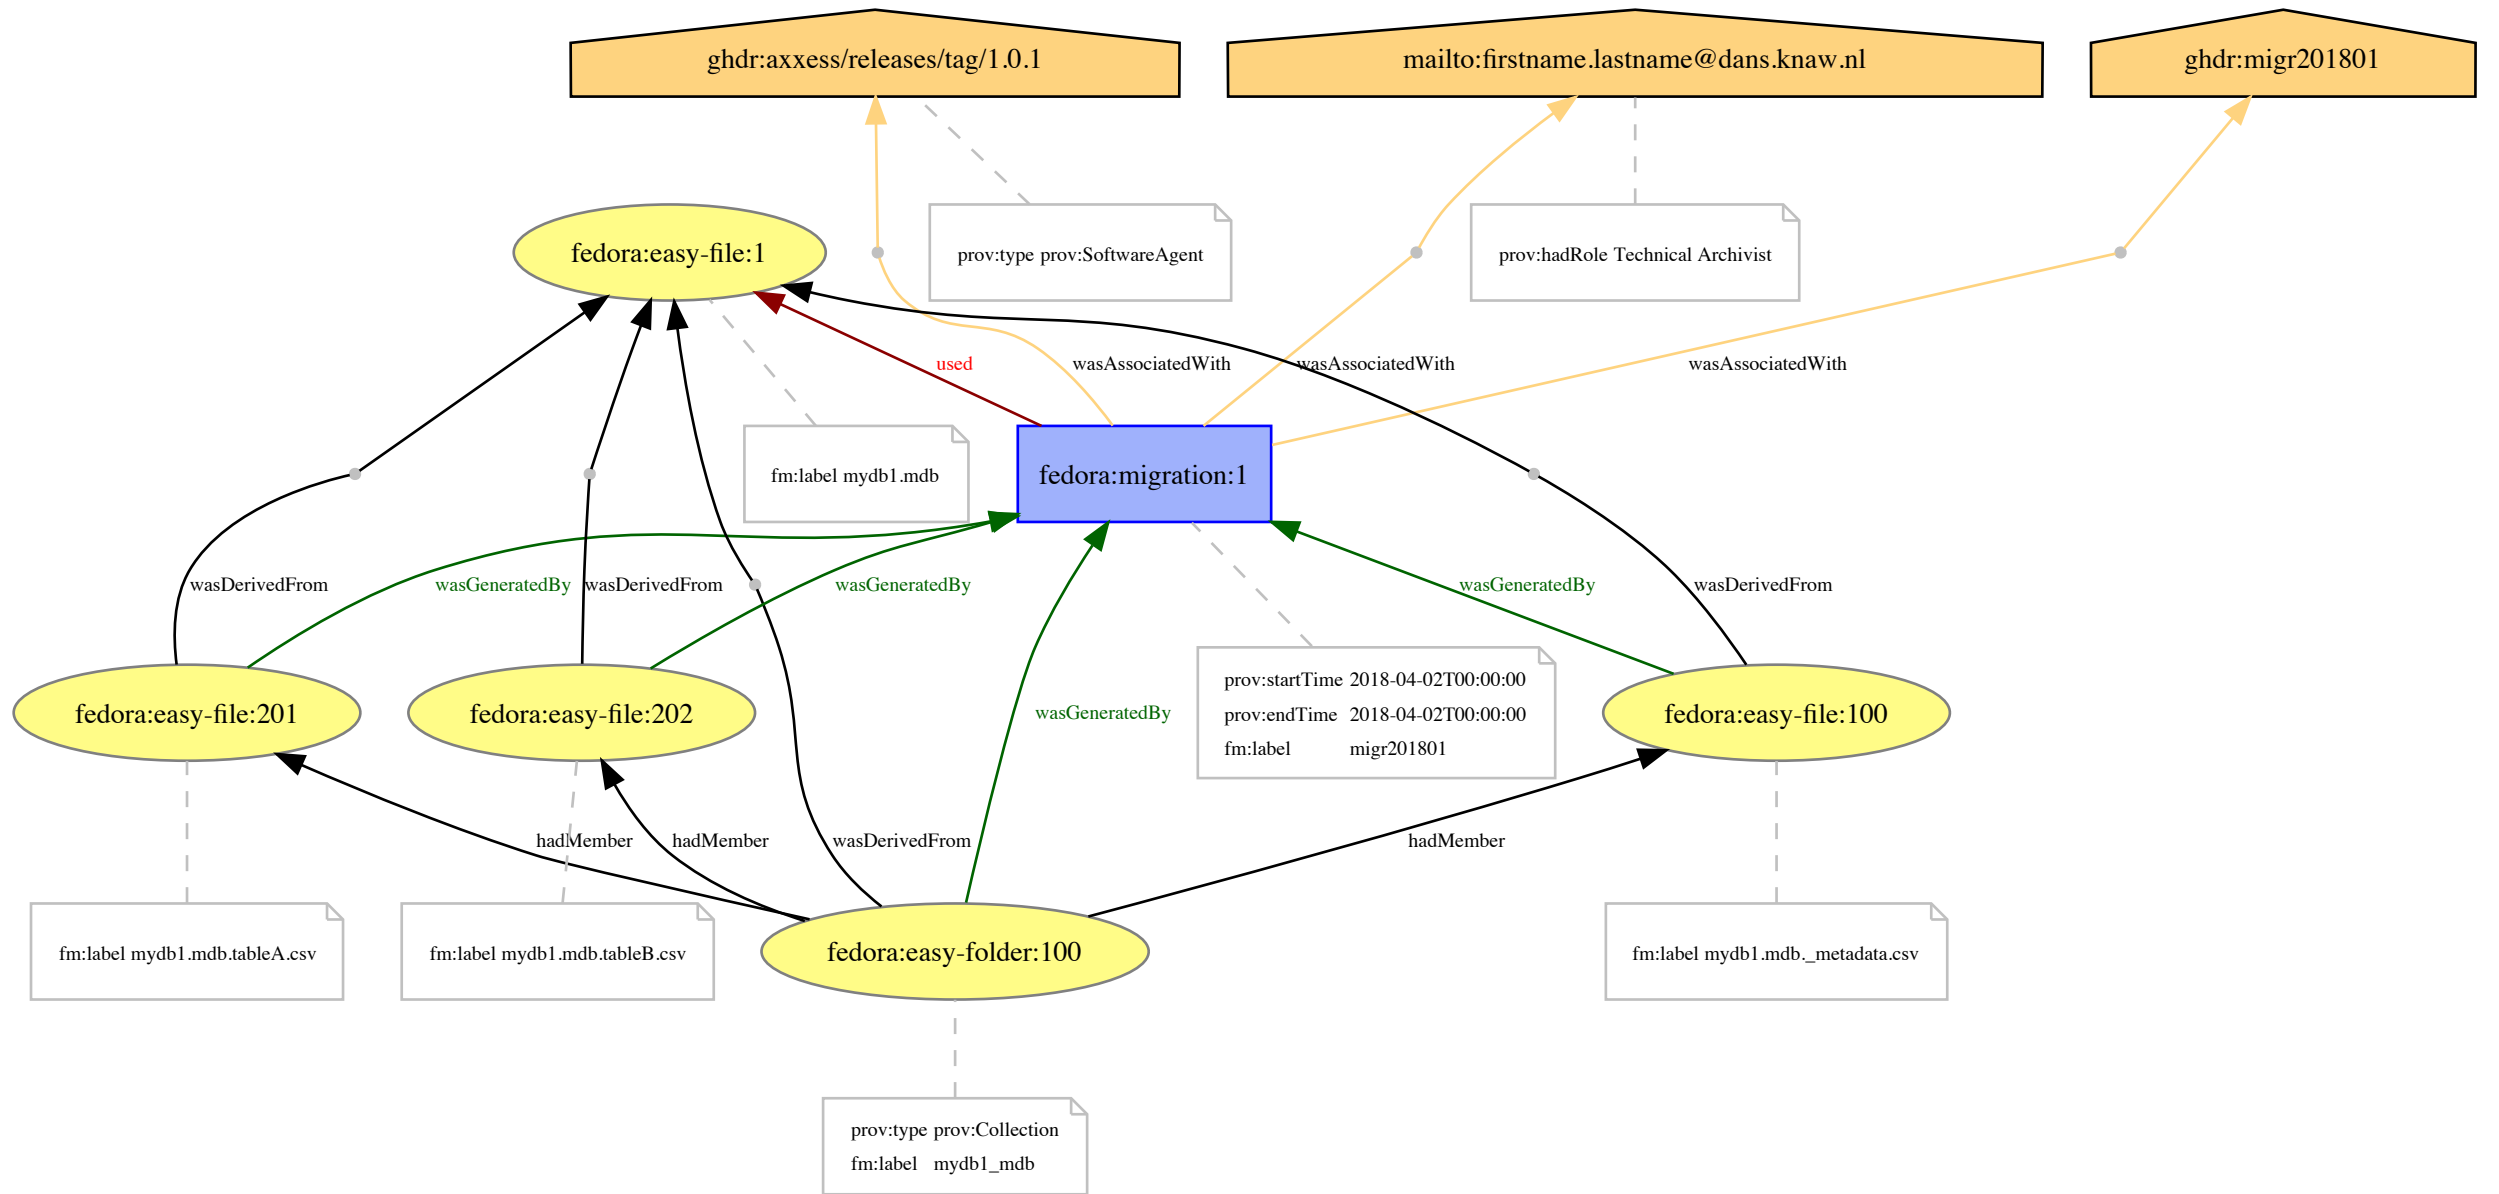 ghdr:axxess/releases/tag/1.0.1
mailto:firstname.lastname@dans.knaw.nl
ghdr:migr201801
fedora:easy-file:1
prov:type prov:SoftwareAgent
prov:hadRole Technical Archivist
used
wasAssociatedWith
wasAssociatedWith
wasAssociatedWith
fm:label mydb1.mdb
fedora:migration:1
wasDerivedFrom
wasGeneratedBy
wasDerivedFrom
wasGeneratedBy
wasGeneratedBy
wasDerivedFrom
fedora:easy-file:201
fedora:easy-file:202
wasGeneratedBy
prov:startTime 2018-04-02T00:00:00
prov:endTime 2018-04-02T00:00:00
fm:label migr201801
fedora:easy-file:100
hadMember
hadMember
wasDerivedFrom
hadMember
fm:label mydb1.mdb.tableA.csv
fm:label mydb1.mdb.tableB.csv
fedora:easy-folder:100
fm:label mydb1.mdb._metadata.csv
prov:type prov:Collection
fm:label mydb1_mdb